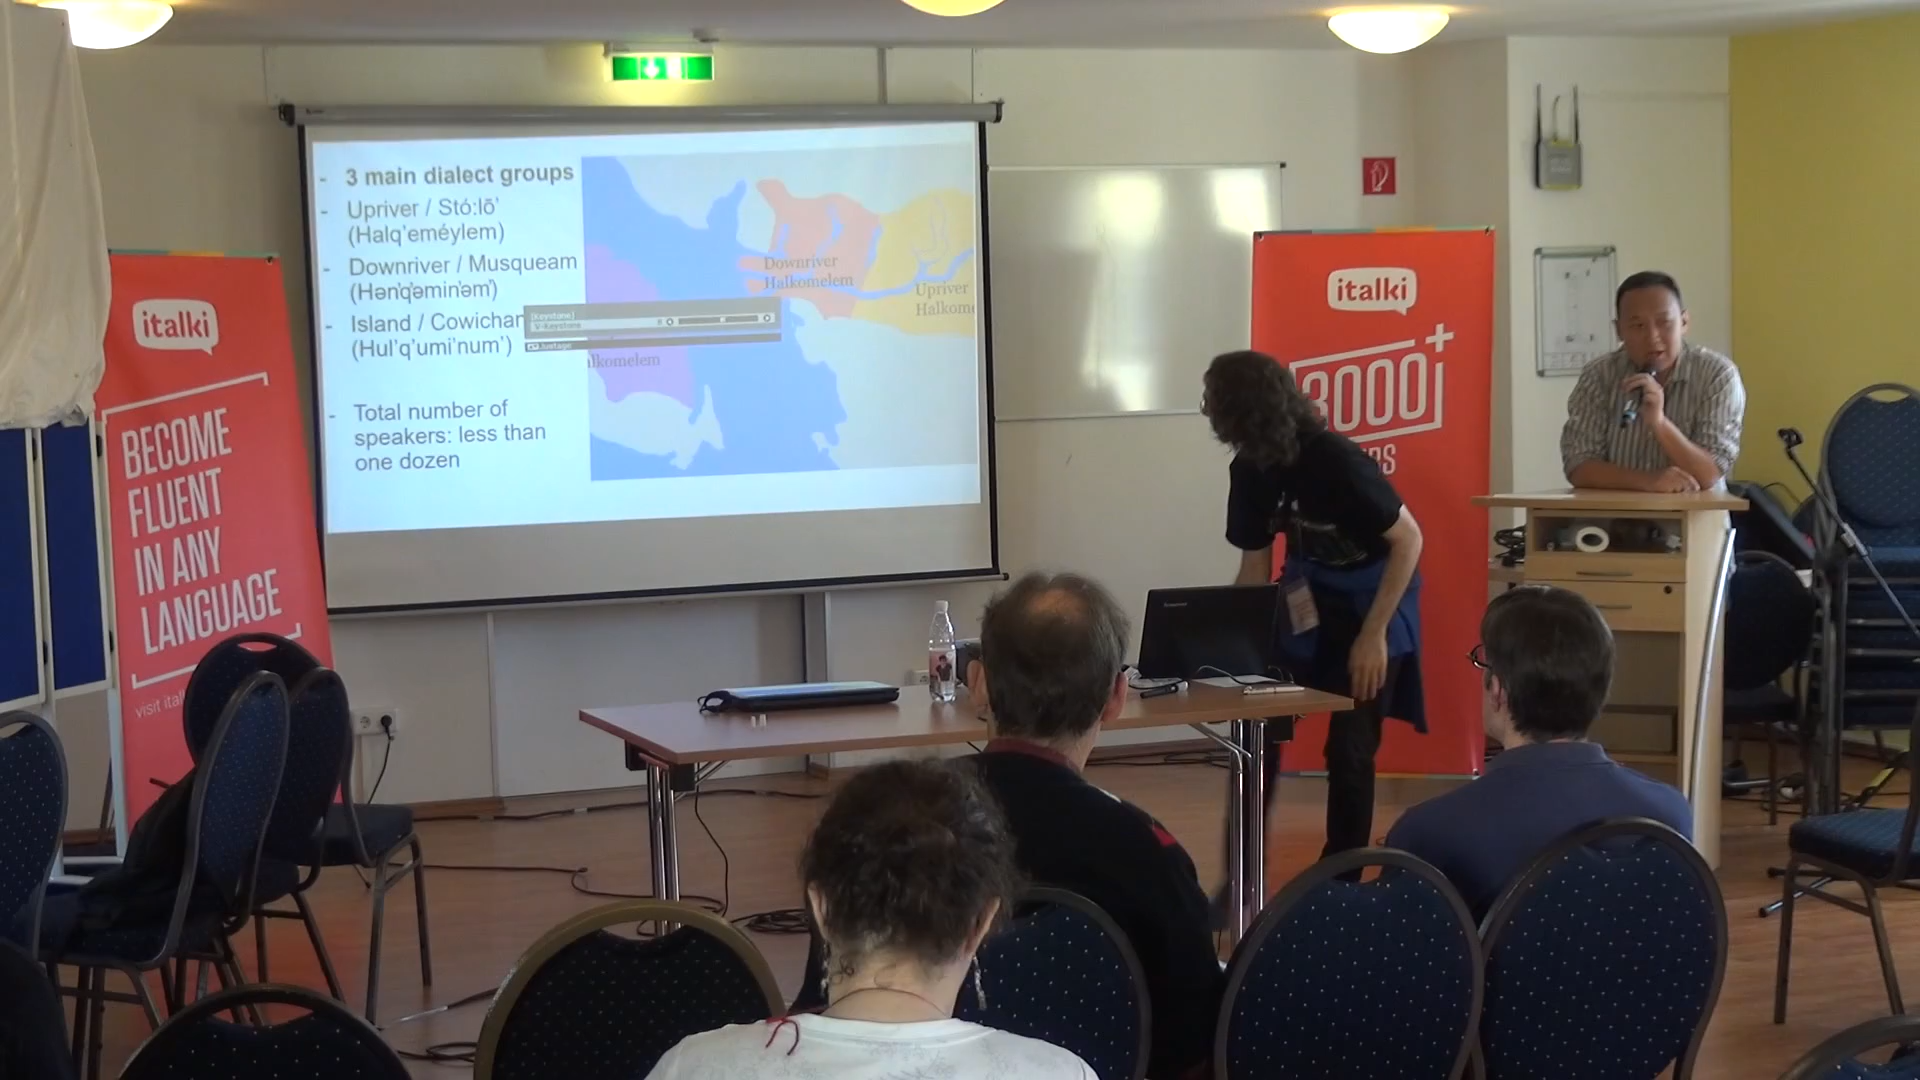 - 3 main dialect groups
- Upriver / Stó:lō'
(Halq'eméylem)
- Downriver / Musqueam
(Hən̓q̓əmin̓əm̓)
- Island / Cowichan
(Hul'q'umi'num')
- Total number of
speakers: less than
one dozen
Downriver
Halkomelem
Upriver
Halkome
lkomelem
[Keystone]
V-Keystone
italki
BECOME
FLUENT
IN ANY
LANGUAGE
visit ital
italki
3000+